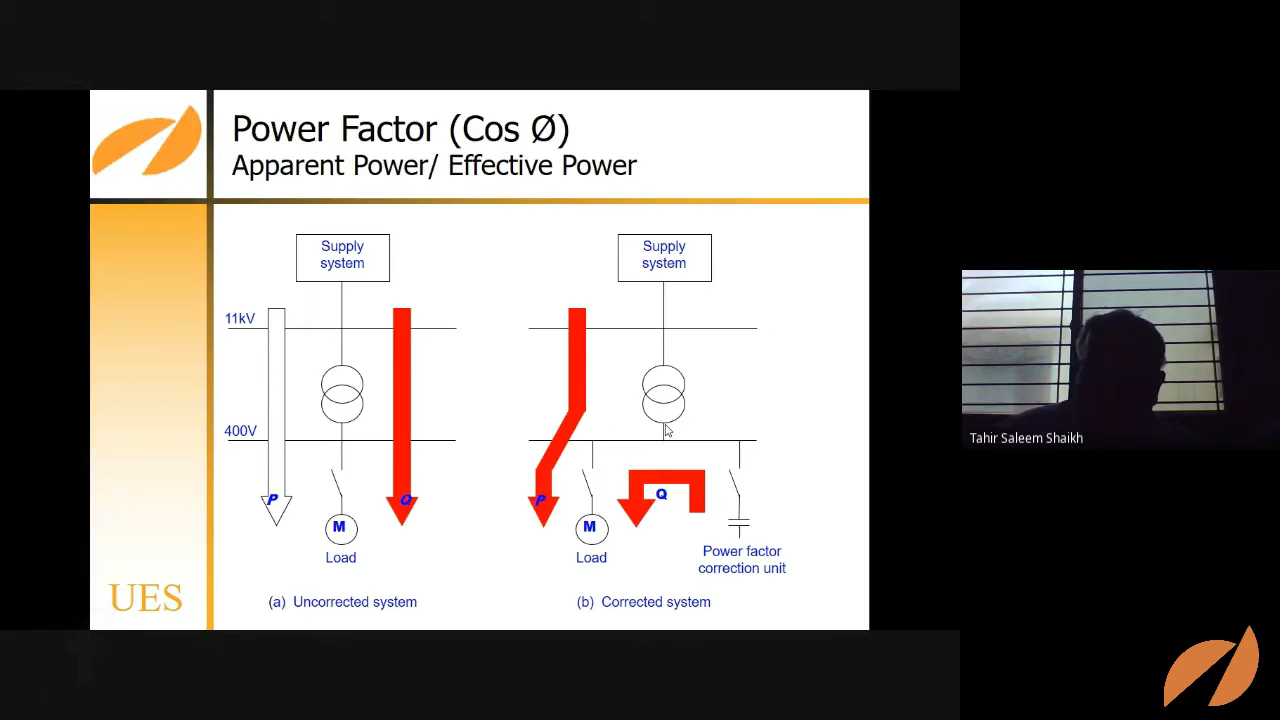 Power Factor (Cos Ø)
Apparent Power/ Effective Power
Supply
system
11kV
400V
P
Q
M
Load
(a) Uncorrected system
Supply
system
P
M
Load
Q
Power factor
correction unit
(b) Corrected system
UES
Tahir Saleem Shaikh